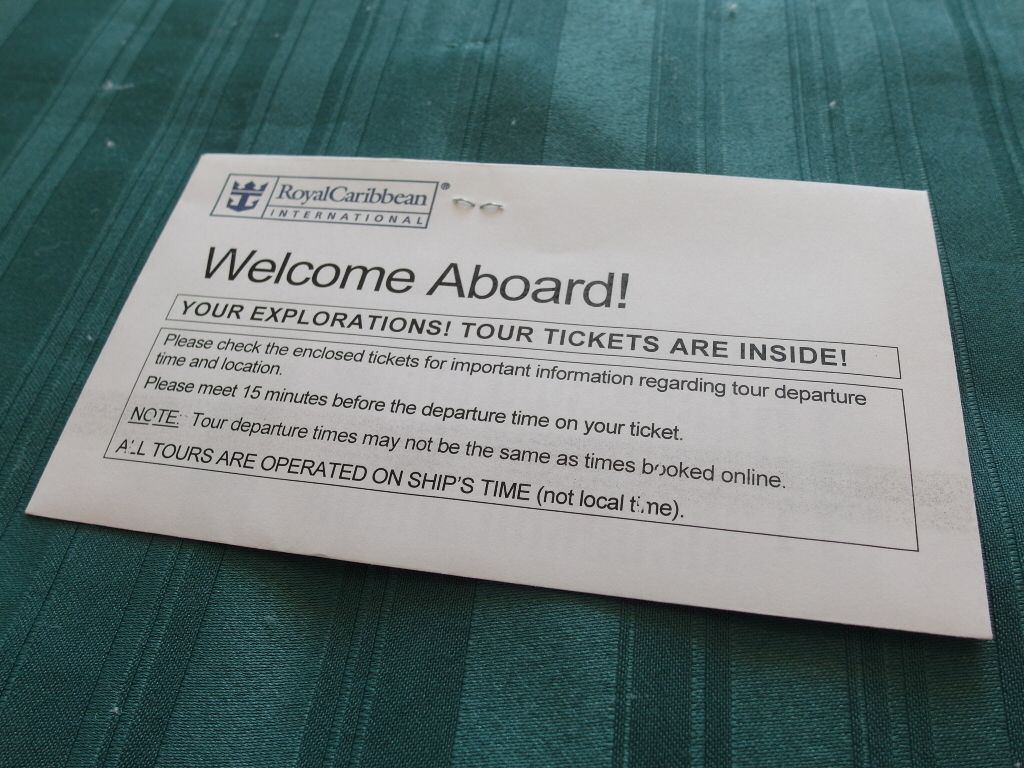 RoyalCaribbean®
INTERNATIONAL
Welcome Aboard!
YOUR EXPLORATIONS! TOUR TICKETS ARE INSIDE!
Please check the enclosed tickets for important information regarding tour departure
time and location.
Please meet 15 minutes before the departure time on your ticket.
NOTE: Tour departure times may not be the same as times booked online.
ALL TOURS ARE OPERATED ON SHIP'S TIME (not local time).